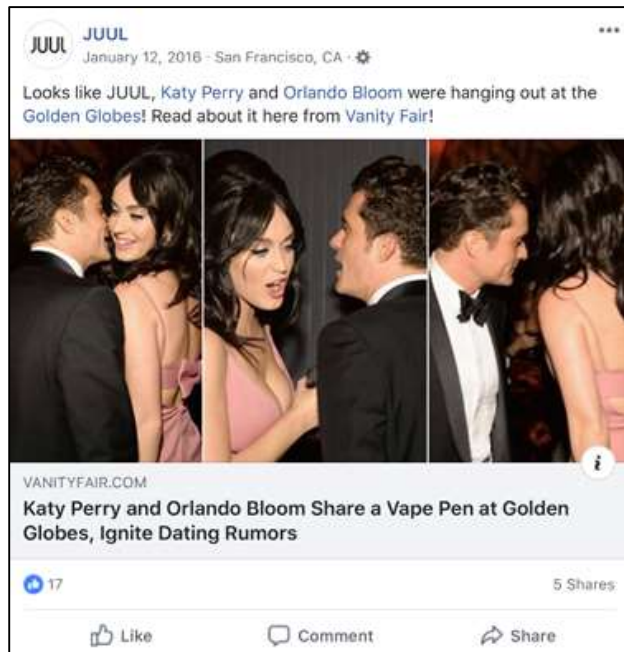 JUUL
JUUL
January 12, 2016 · San Francisco, CA ·
Looks like JUUL, Katy Perry and Orlando Bloom were hanging out at the
Golden Globes! Read about it here from Vanity Fair!
i
VANITYFAIR.COM
Katy Perry and Orlando Bloom Share a Vape Pen at Golden
Globes, Ignite Dating Rumors
17 5 Shares
Like Comment Share